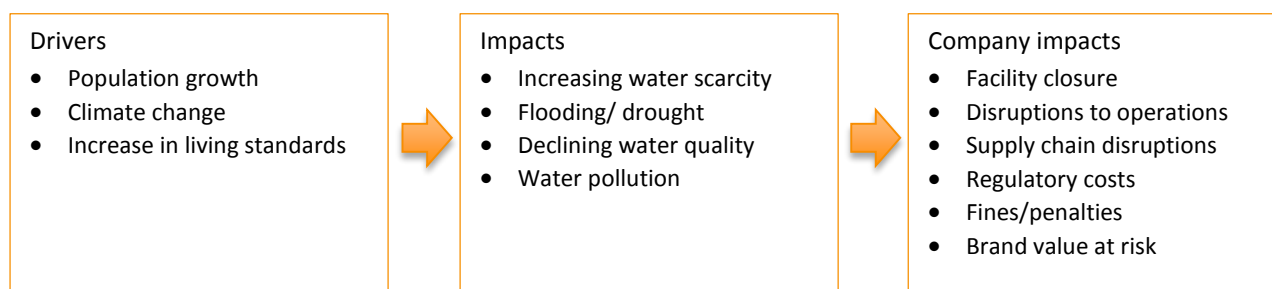 Drivers
• Population growth
• Climate change
• Increase in living standards
Impacts
• Increasing water scarcity
• Flooding/ drought
• Declining water quality
• Water pollution
Company impacts
• Facility closure
• Disruptions to operations
• Supply chain disruptions
• Regulatory costs
• Fines/penalties
• Brand value at risk